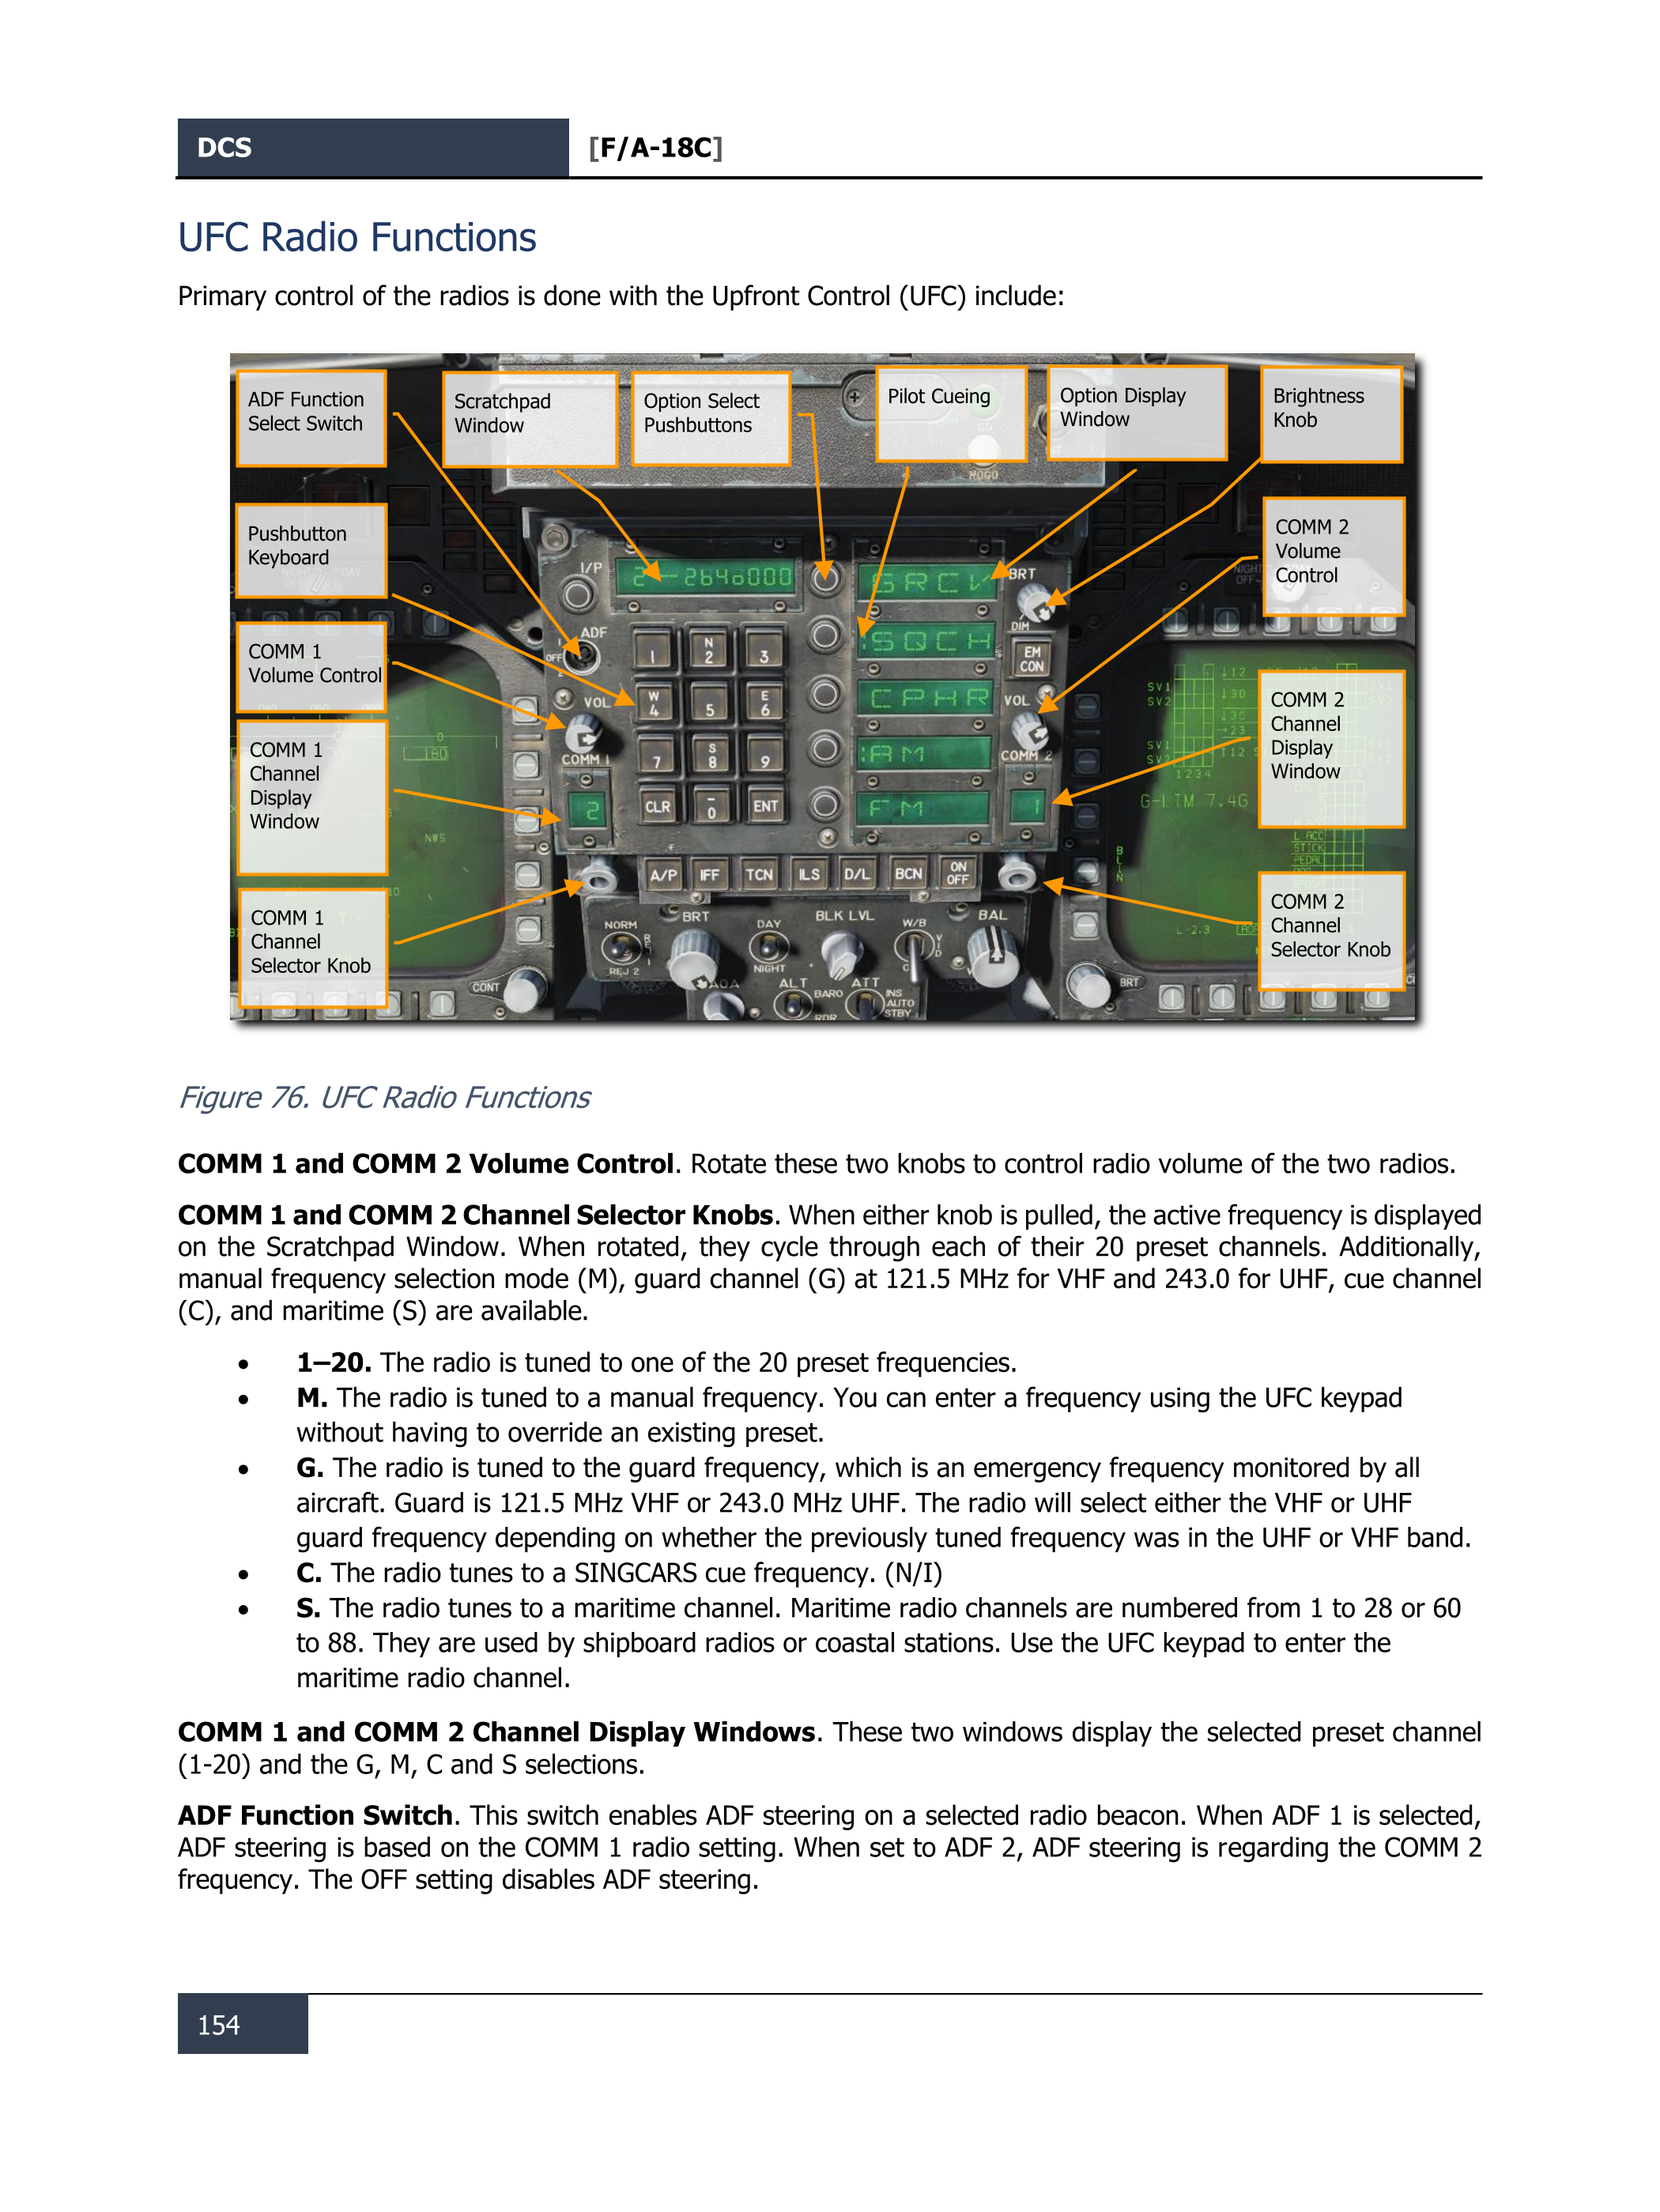 DCS
[F/A-18C]
UFC Radio Functions
Primary control of the radios is done with the Upfront Control (UFC) include:
ADF Function
Select Switch
Scratchpad
Window
Option Select
Pushbuttons
Pilot Cueing
Option Display
Window
Brightness
Knob
Pushbutton
Keyboard
COMM 2
Volume
Control
COMM 1
Volume Control
COMM 2
Channel
Display
Window
COMM 1
Channel
Display
Window
COMM 2
Channel
Selector Knob
COMM 1
Channel
Selector Knob
NOGO
I/P
ADF
1
OFF
2
VOL
COMM 1
2
GRCV
:SQCH
CPHR
:AM
FM
BRT
DIM
EM
CON
VOL
COMM 2
1
1
N
2
3
W
4
5
E
6
7
S
8
9
CLR
–
0
ENT
A/P
IFF
TCN
ILS
D/L
BCN
ON
OFF
NORM
REJ 2
BRT
DAY
NIGHT
BLK LVL
W/B
VID
BAL
AOA
ALT
BARO
RDR
ATT
INS
AUTO
STBY
CONT
BRT
180
NWS
G-LIM 7.4G
Figure 76. UFC Radio Functions
COMM 1 and COMM 2 Volume Control. Rotate these two knobs to control radio volume of the two radios.
COMM 1 and COMM 2 Channel Selector Knobs. When either knob is pulled, the active frequency is displayed
on the Scratchpad Window. When rotated, they cycle through each of their 20 preset channels. Additionally,
manual frequency selection mode (M), guard channel (G) at 121.5 MHz for VHF and 243.0 for UHF, cue channel
(C), and maritime (S) are available.
• 1–20. The radio is tuned to one of the 20 preset frequencies.
• M. The radio is tuned to a manual frequency. You can enter a frequency using the UFC keypad
without having to override an existing preset.
• G. The radio is tuned to the guard frequency, which is an emergency frequency monitored by all
aircraft. Guard is 121.5 MHz VHF or 243.0 MHz UHF. The radio will select either the VHF or UHF
guard frequency depending on whether the previously tuned frequency was in the UHF or VHF band.
• C. The radio tunes to a SINGCARS cue frequency. (N/I)
• S. The radio tunes to a maritime channel. Maritime radio channels are numbered from 1 to 28 or 60
to 88. They are used by shipboard radios or coastal stations. Use the UFC keypad to enter the
maritime radio channel.
COMM 1 and COMM 2 Channel Display Windows. These two windows display the selected preset channel
(1-20) and the G, M, C and S selections.
ADF Function Switch. This switch enables ADF steering on a selected radio beacon. When ADF 1 is selected,
ADF steering is based on the COMM 1 radio setting. When set to ADF 2, ADF steering is regarding the COMM 2
frequency. The OFF setting disables ADF steering.
154